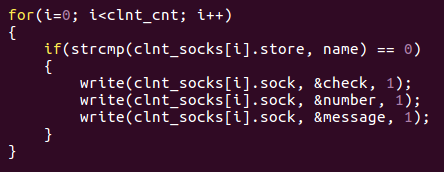 for(i=0; i<clnt_cnt; i++)
{
    if(strcmp(clnt_socks[i].store, name) == 0)
    {
        write(clnt_socks[i].sock, &check, 1);
        write(clnt_socks[i].sock, &number, 1);
        write(clnt_socks[i].sock, &message, 1);
    }
}